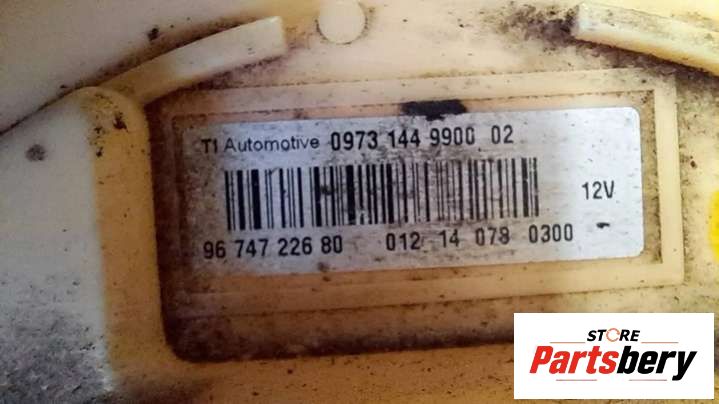 TI Automotive 0973 144 9900 02
12V
96 747 226 80 012 14 078 0300
STORE
Partsbery